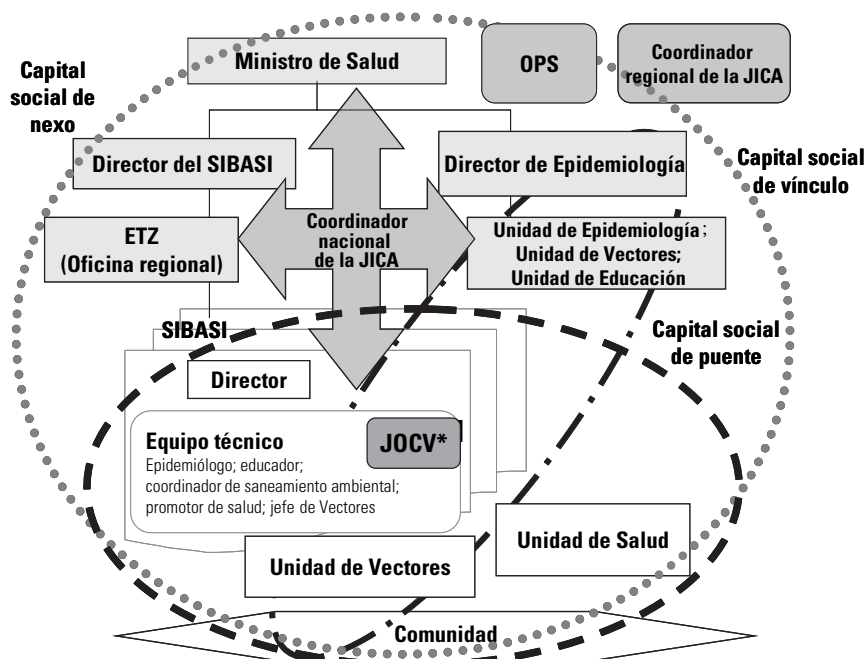 Ministro de Salud
OPS
Coordinador
regional de la JICA
Capital
social de
nexo
Director del SIBASI
Director de Epidemiología
Capital social
de vínculo
ETZ
(Oficina regional)
Coordinador
nacional
de la JICA
Unidad de Epidemiología;
Unidad de Vectores;
Unidad de Educación
SIBASI
Capital social
de puente
Director
Equipo técnico
JOCV*
Epidemiólogo; educador;
coordinador de saneamiento ambiental;
promotor de salud; jefe de Vectores
Unidad de Salud
Unidad de Vectores
Comunidad